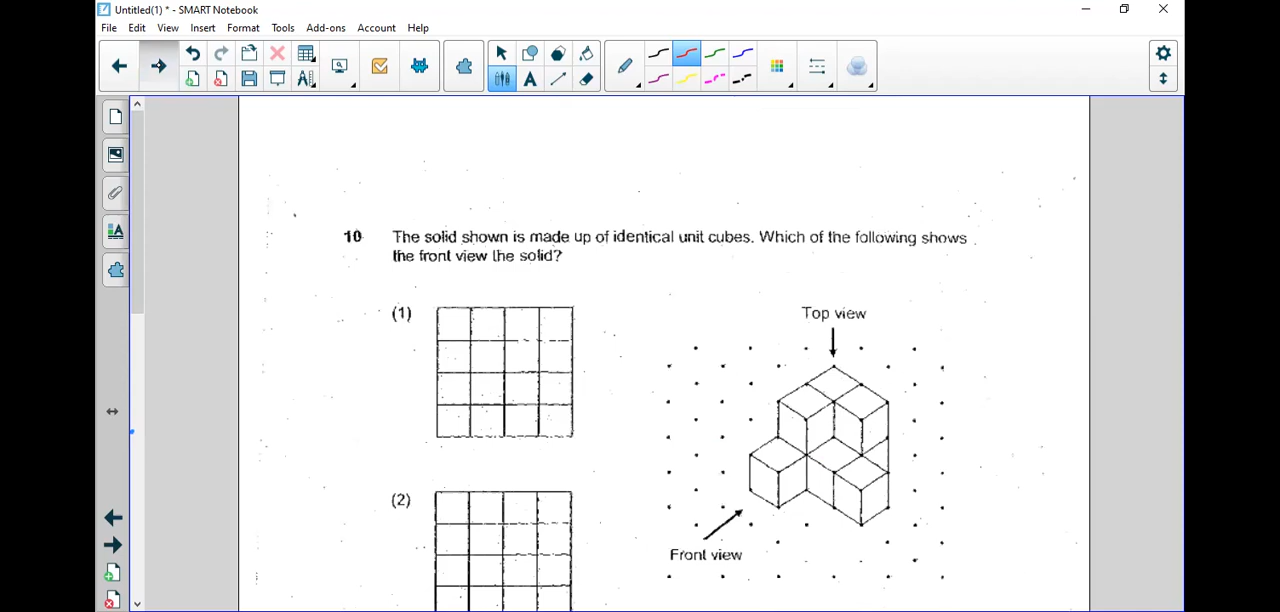 Untitled(1) * - SMART Notebook
File Edit View Insert Format Tools Add-ons Account Help
10 The solid shown is made up of identical unit cubes. Which of the following shows
the front view the solid?
(1)
Top view
(2)
Front view